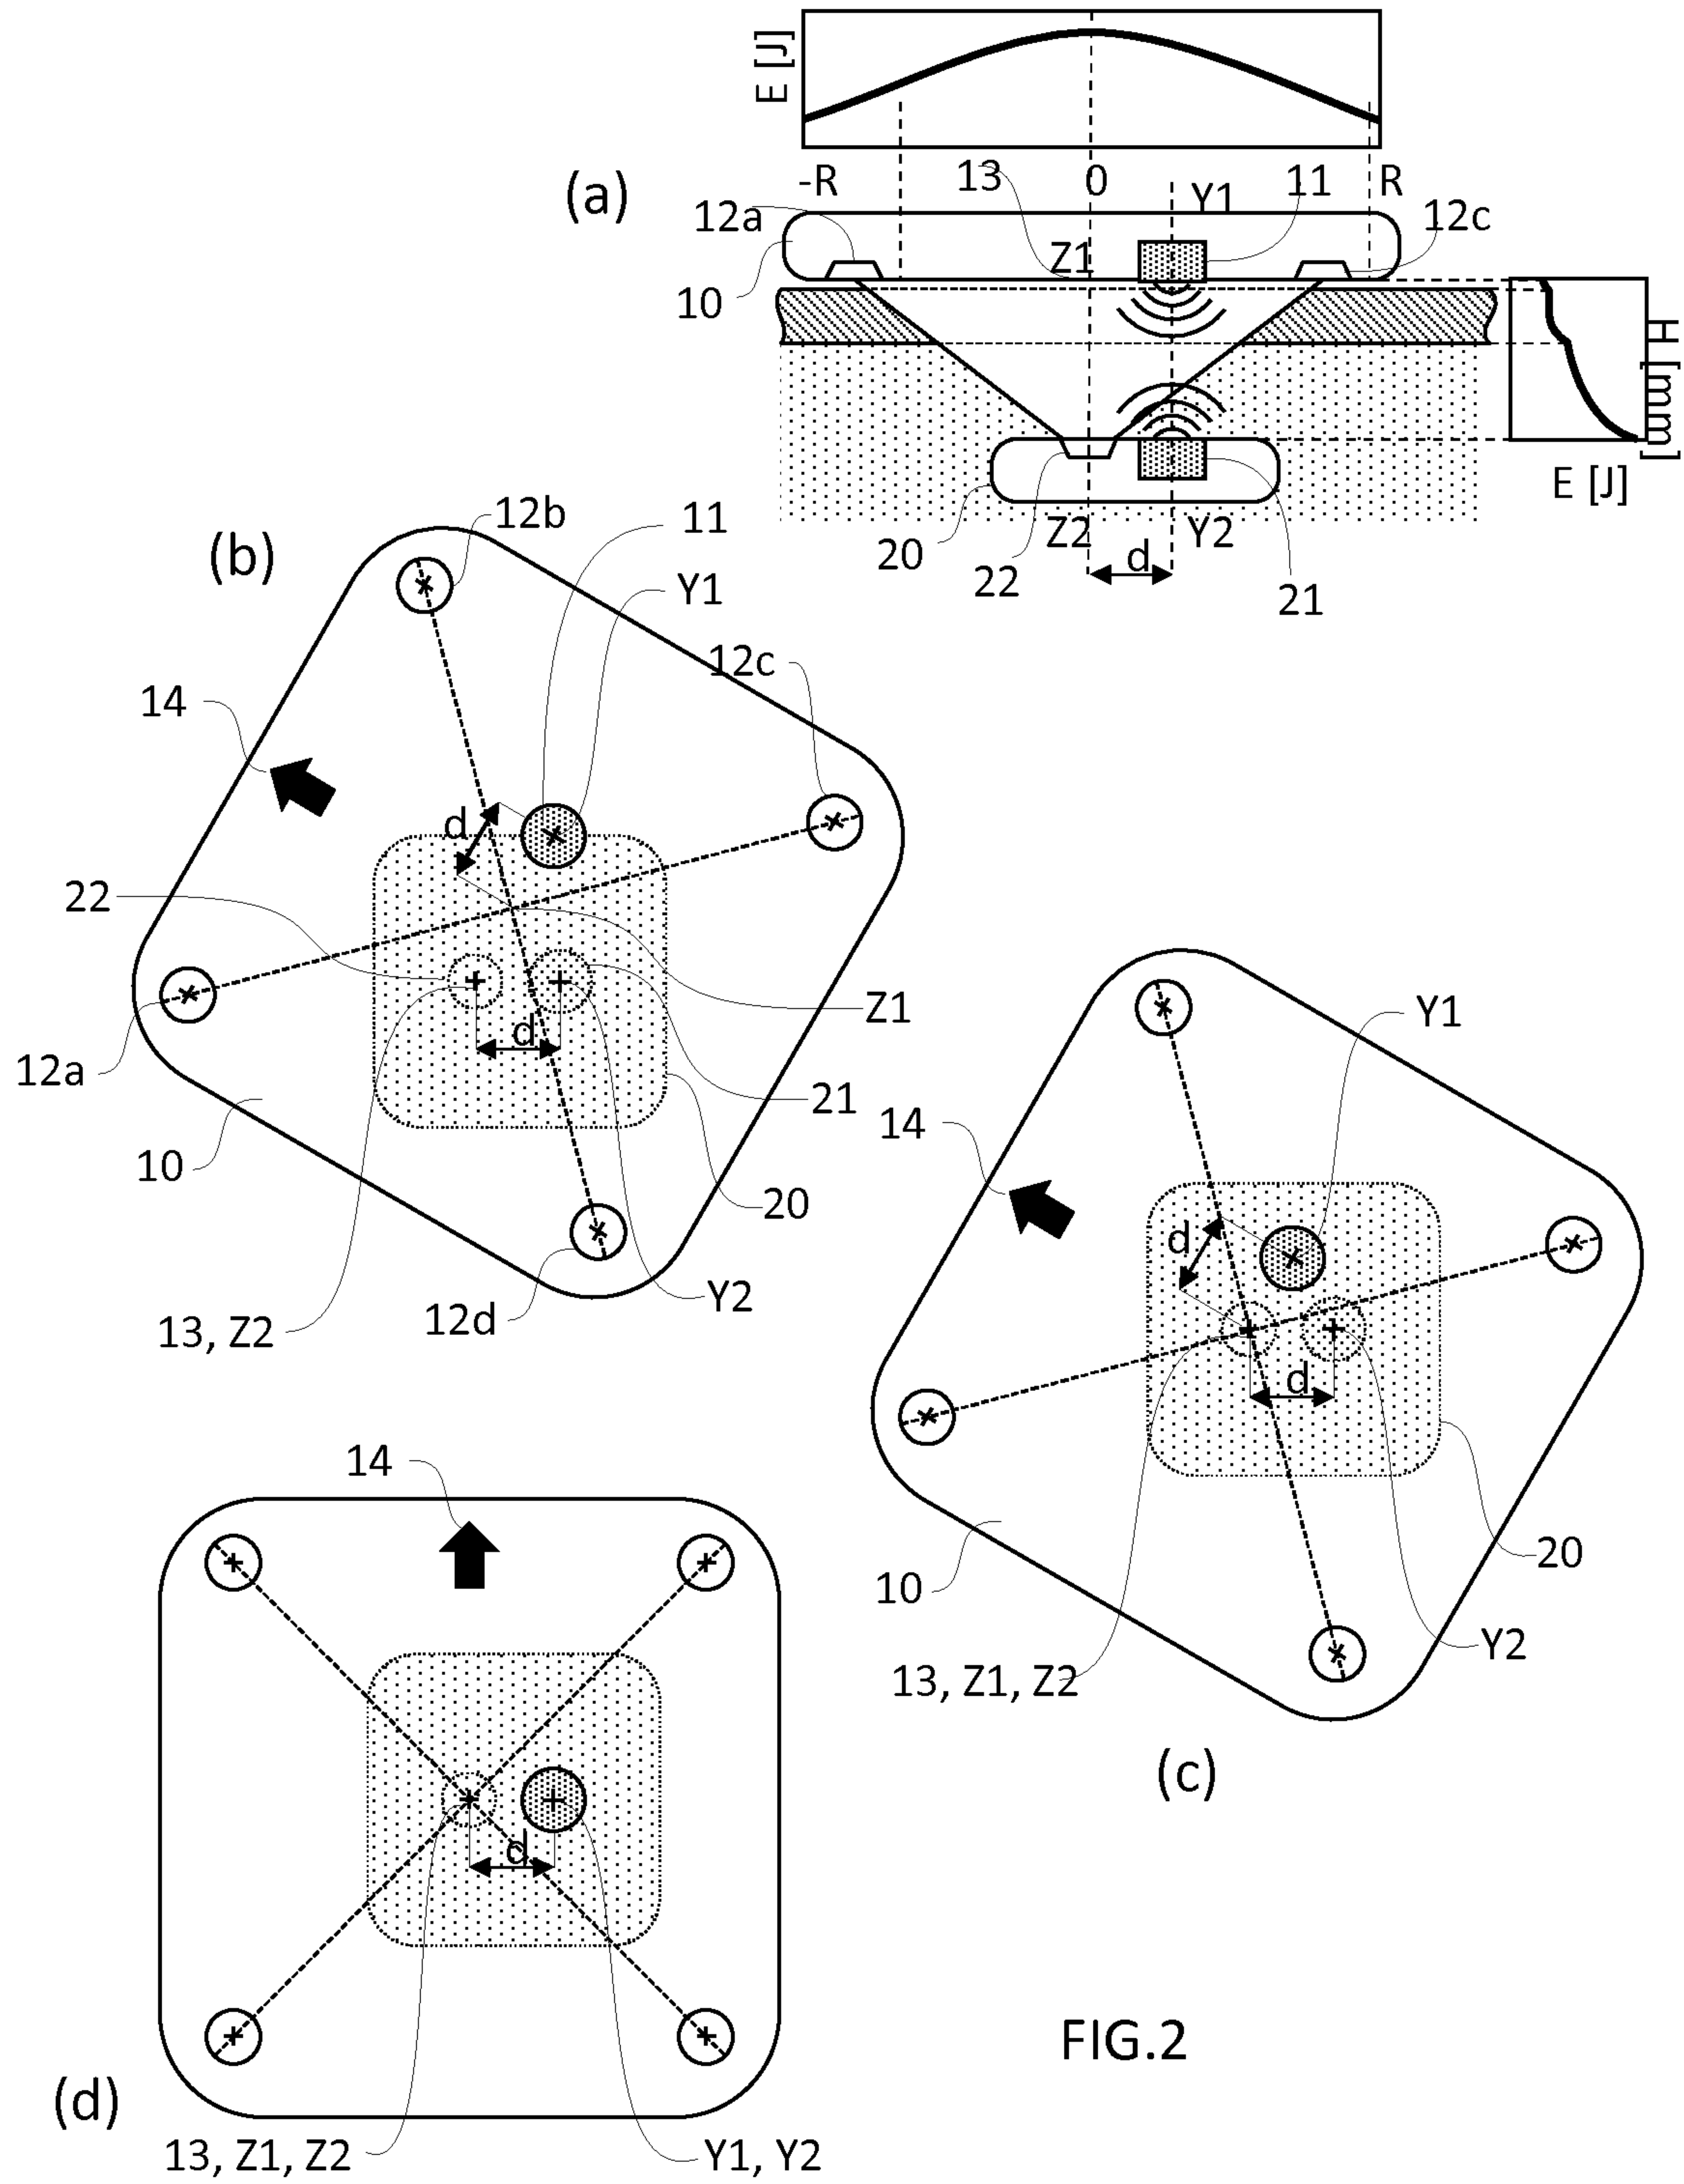 E [J]
(a)
-R
13
0
11
R
12a
Y1
12c
Z1
10
H [mm]
E [J]
20
Z2
Y2
22
d
21
(b)
12b
11
Y1
12c
14
d
22
Z1
d
12a
21
10
20
13, Z2
12d
Y2
Y1
14
d
d
20
10
Y2
13, Z1, Z2
(c)
14
d
FIG.2
(d)
13, Z1, Z2
Y1, Y2